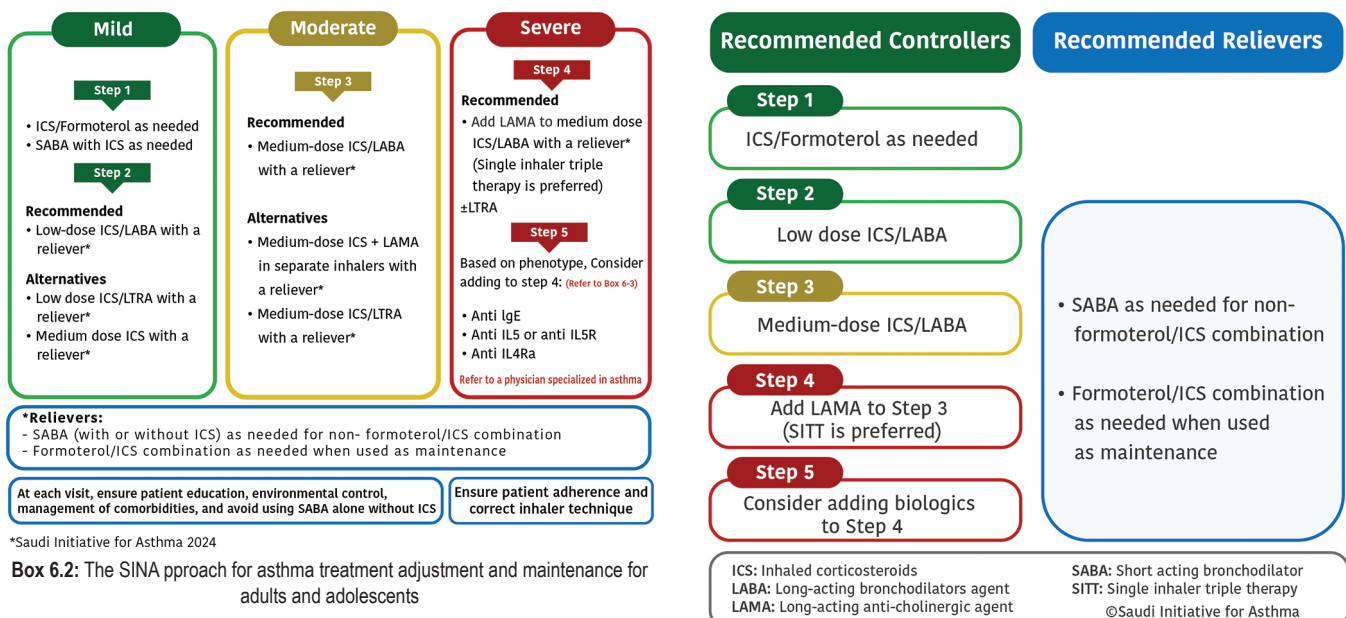 Mild
Step 1
• ICS/Formoterol as needed
• SABA with ICS as needed
Step 2
Recommended
• Low-dose ICS/LABA with a
reliever*
Alternatives
• Low dose ICS/LTRA with a
reliever*
• Medium dose ICS with a
reliever*
Moderate
Step 3
Recommended
• Medium-dose ICS/LABA
with a reliever*
Alternatives
• Medium-dose ICS + LAMA
in separate inhalers with
a reliever*
• Medium-dose ICS/LTRA
with a reliever*
Severe
Step 4
Recommended
• Add LAMA to medium dose
ICS/LABA with a reliever*
(Single inhaler triple
therapy is preferred)
±LTRA
Step 5
Based on phenotype, Consider
adding to step 4: (Refer to Box 6-3)
• Anti lgE
• Anti IL5 or anti IL5R
• Anti IL4Ra
Refer to a physician specialized in asthma
*Relievers:
- SABA (with or without ICS) as needed for non- formoterol/ICS combination
- Formoterol/ICS combination as needed when used as maintenance
At each visit, ensure patient education, environmental control,
management of comorbidities, and avoid using SABA alone without ICS
Ensure patient adherence and
correct inhaler technique
*Saudi Initiative for Asthma 2024
Box 6.2: The SINA pproach for asthma treatment adjustment and maintenance for
adults and adolescents
Recommended Controllers
Step 1
ICS/Formoterol as needed
Step 2
Low dose ICS/LABA
Step 3
Medium-dose ICS/LABA
Step 4
Add LAMA to Step 3
(SITT is preferred)
Step 5
Consider adding biologics
to Step 4
Recommended Relievers
• SABA as needed for non-
formoterol/ICS combination
• Formoterol/ICS combination
as needed when used
as maintenance
ICS: Inhaled corticosteroids
LABA: Long-acting bronchodilators agent
LAMA: Long-acting anti-cholinergic agent
SABA: Short acting bronchodilator
SITT: Single inhaler triple therapy
©Saudi Initiative for Asthma